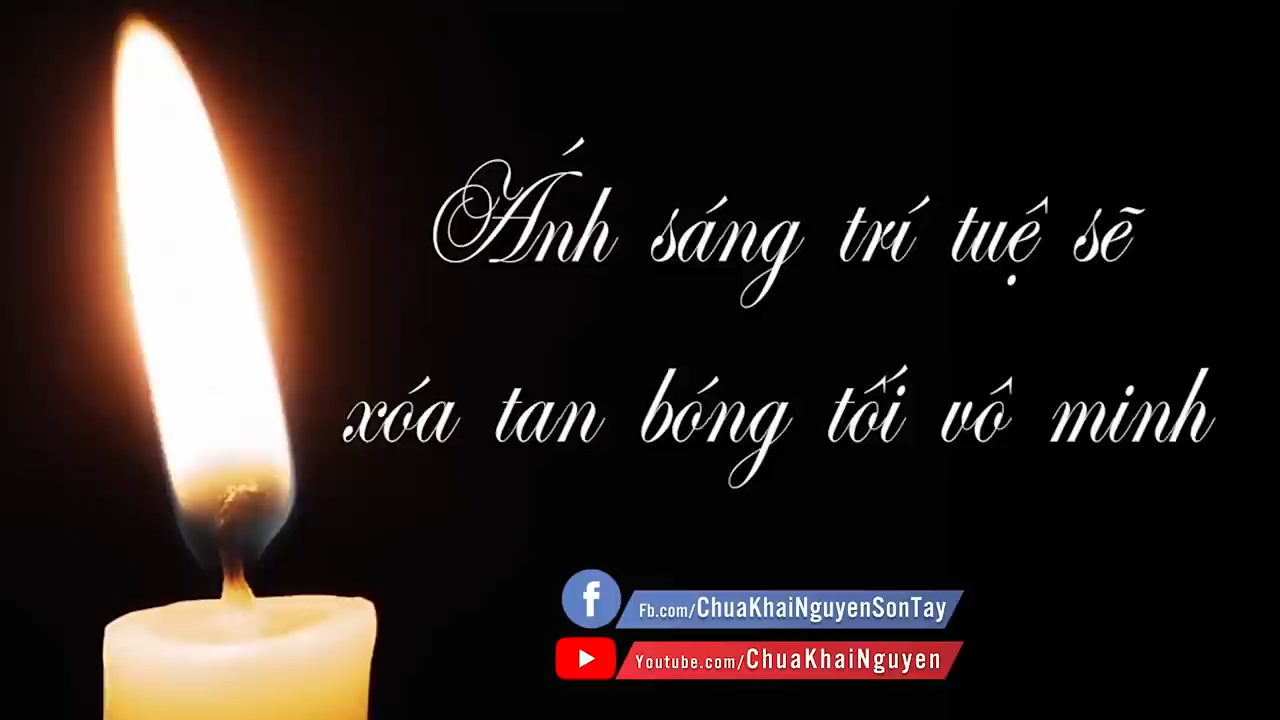 Ánh sáng trí tuệ sẽ
xóa tan bóng tối vô minh
Fb.com/ChuaKhaiNguyenSonTay
Youtube.com/ChuaKhaiNguyen